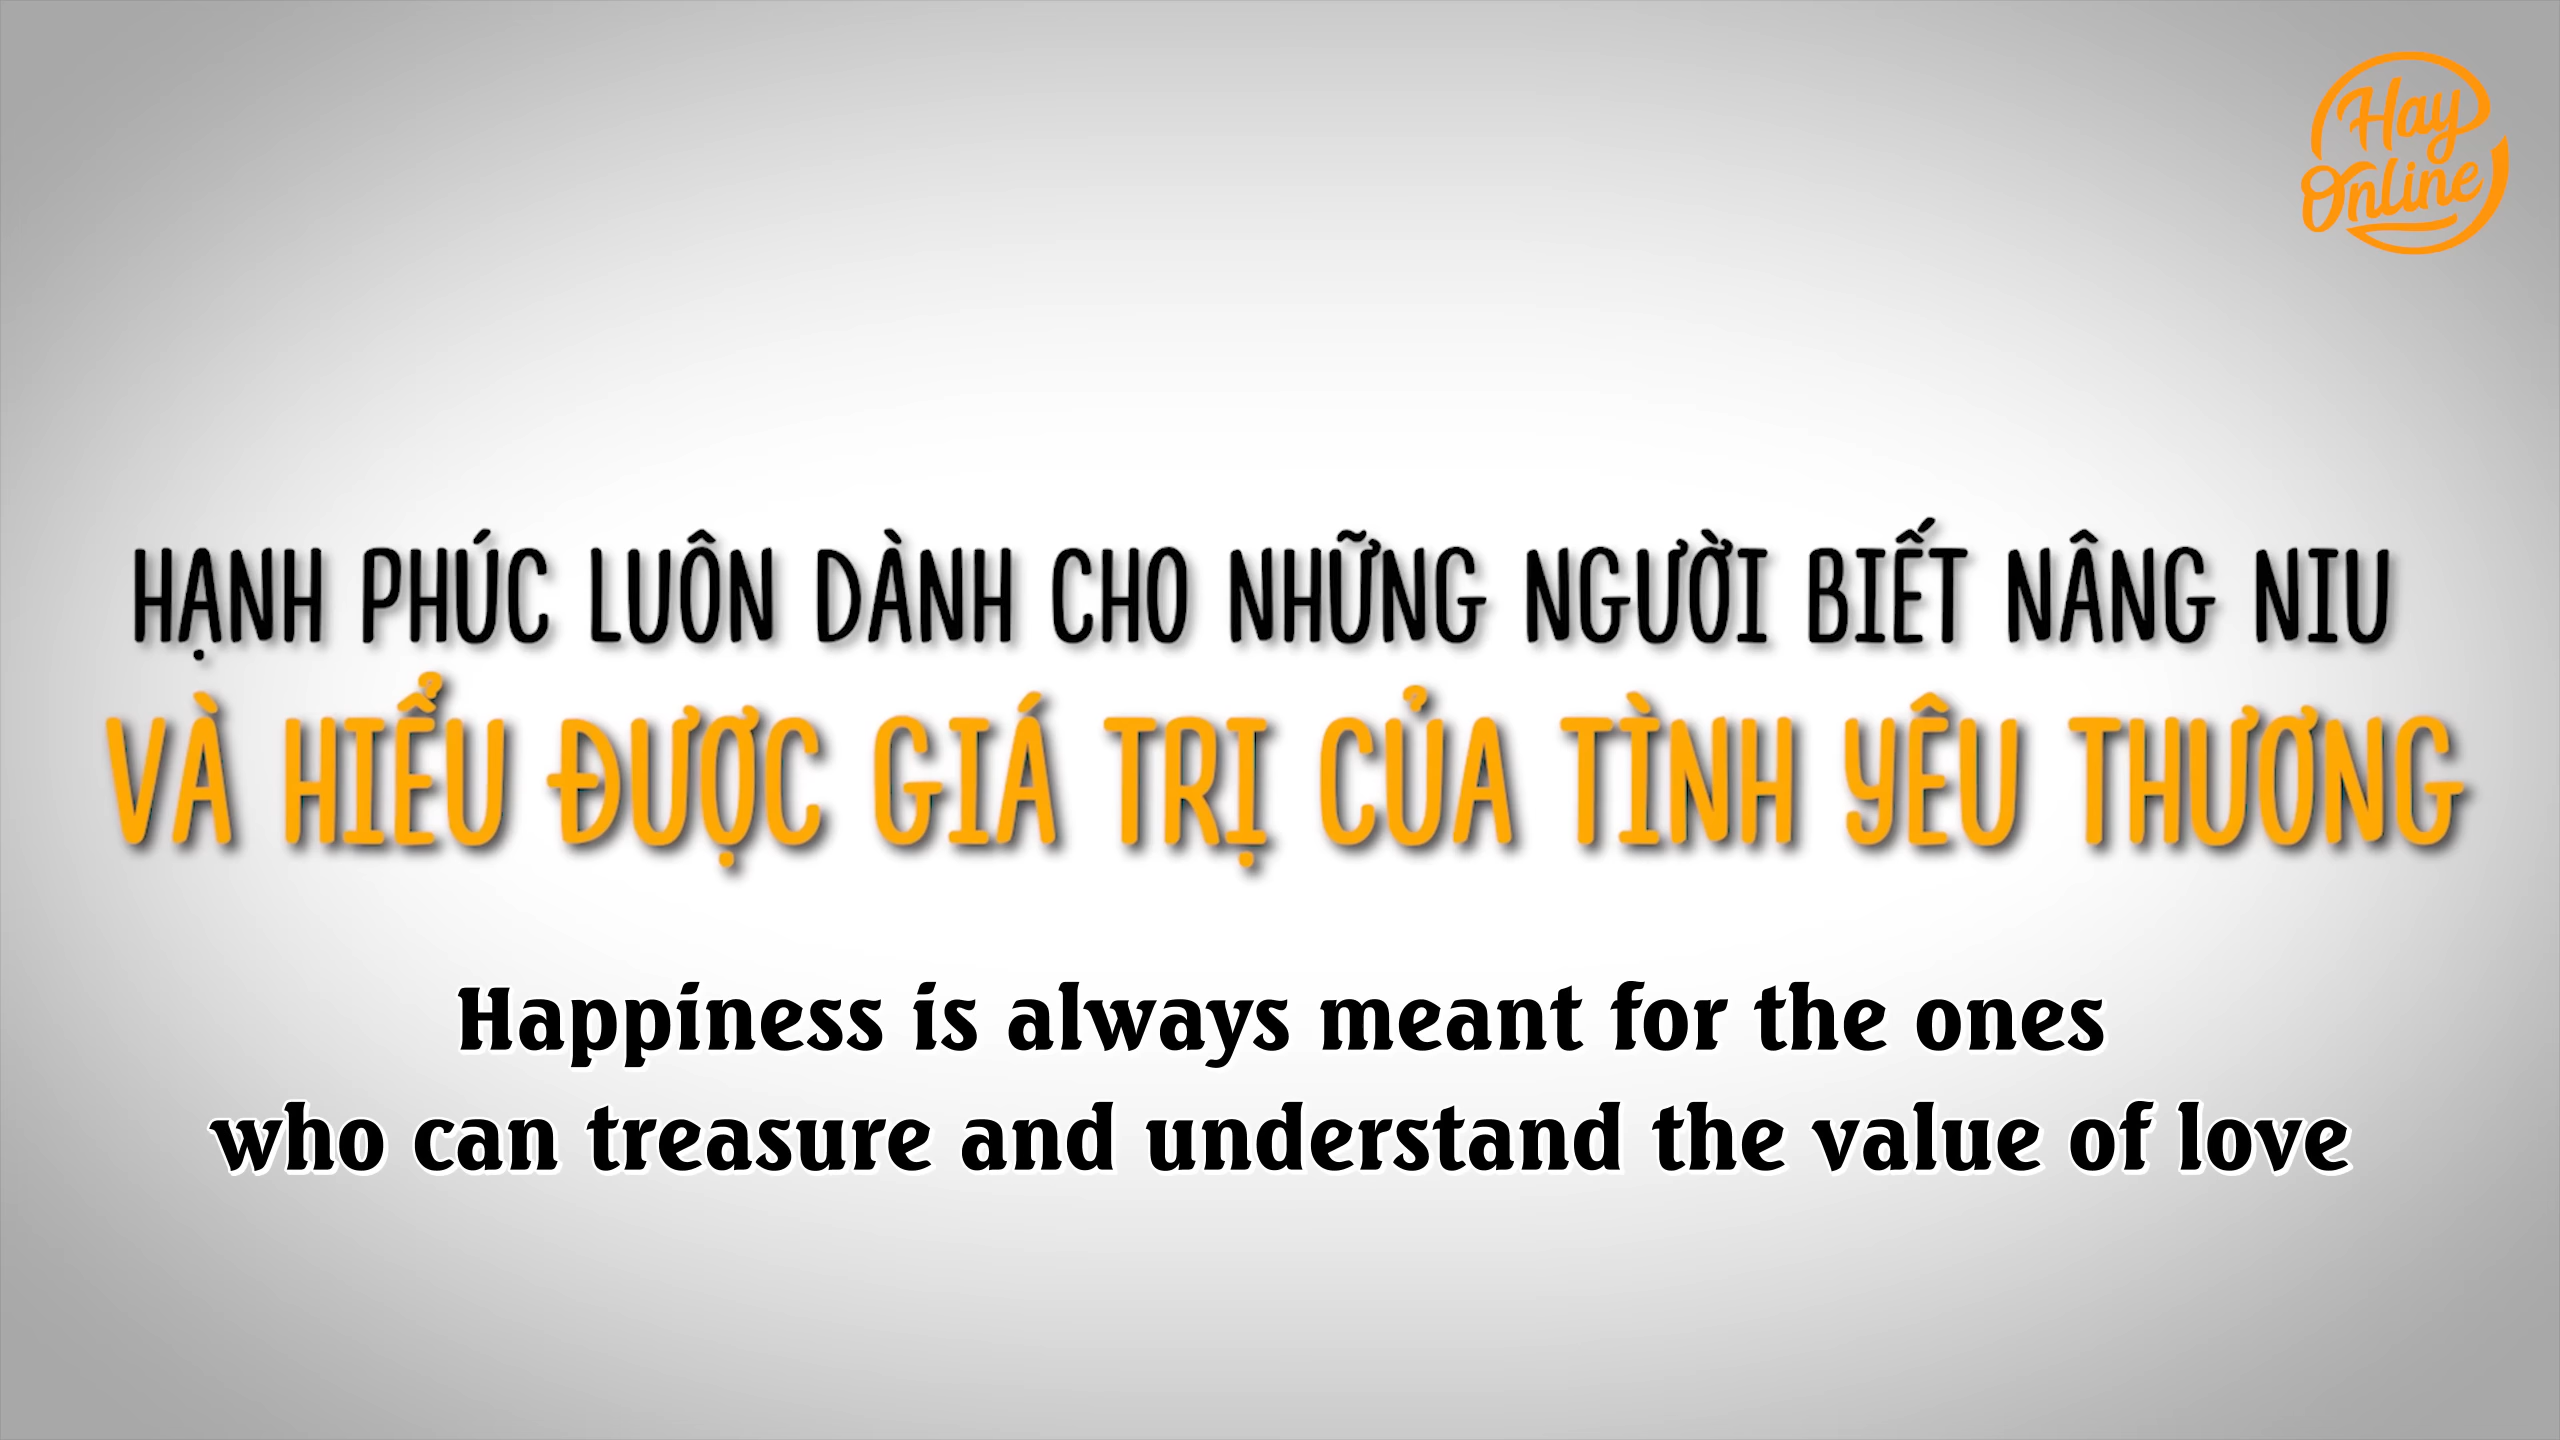 Hay
Online
HẠNH PHÚC LUÔN DÀNH CHO NHỮNG NGƯỜI BIẾT NÂNG NIU
VÀ HIỂU ĐƯỢC GIÁ TRỊ CỦA TÌNH YÊU THƯƠNG
Happiness is always meant for the ones
who can treasure and understand the value of love